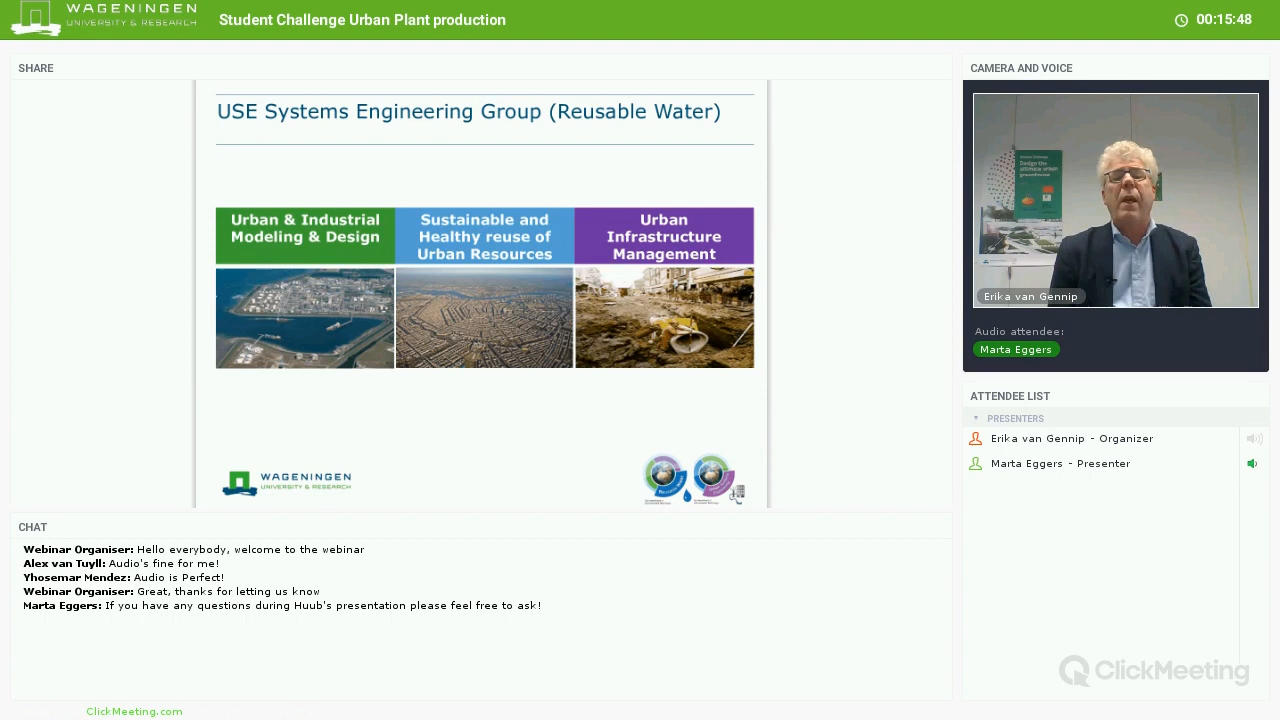 WAGENINGEN
UNIVERSITY & RESEARCH
Student Challenge Urban Plant production
00:15:48
SHARE
USE Systems Engineering Group (Reusable Water)
Urban & Industrial
Modeling & Design
Sustainable and
Healthy reuse of
Urban Resources
Urban
Infrastructure
Management
WAGENINGEN
UNIVERSITY & RESEARCH
CAMERA AND VOICE
Design the
ultimate urban
greenhouse
Erika van Gennip
Audio attendee:
Marta Eggers
ATTENDEE LIST
PRESENTERS
Erika van Gennip - Organizer
Marta Eggers - Presenter
CHAT
Webinar Organiser: Hello everybody, welcome to the webinar
Alex van Tuyll: Audio's fine for me!
Yhosemar Mendez: Audio is Perfect!
Webinar Organiser: Great, thanks for letting us know
Marta Eggers: If you have any questions during Huub's presentation please feel free to ask!
ClickMeeting
ClickMeeting.com